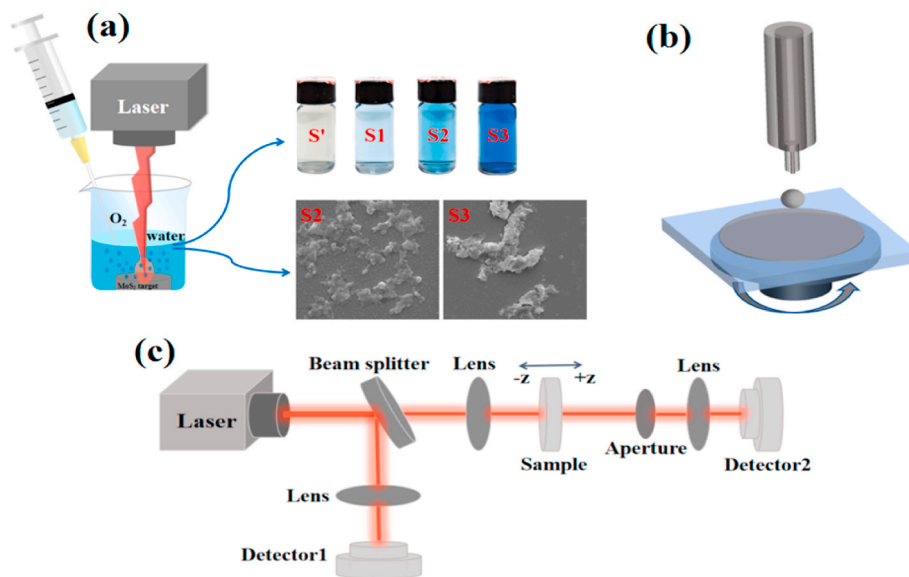 (a)
Laser
O₂
water
MoS₂ target
S'
S1
S2
S3
S2
S3
(b)
(c)
Beam splitter
Lens
-z
+z
Lens
Laser
Sample
Aperture
Detector2
Lens
Detector1